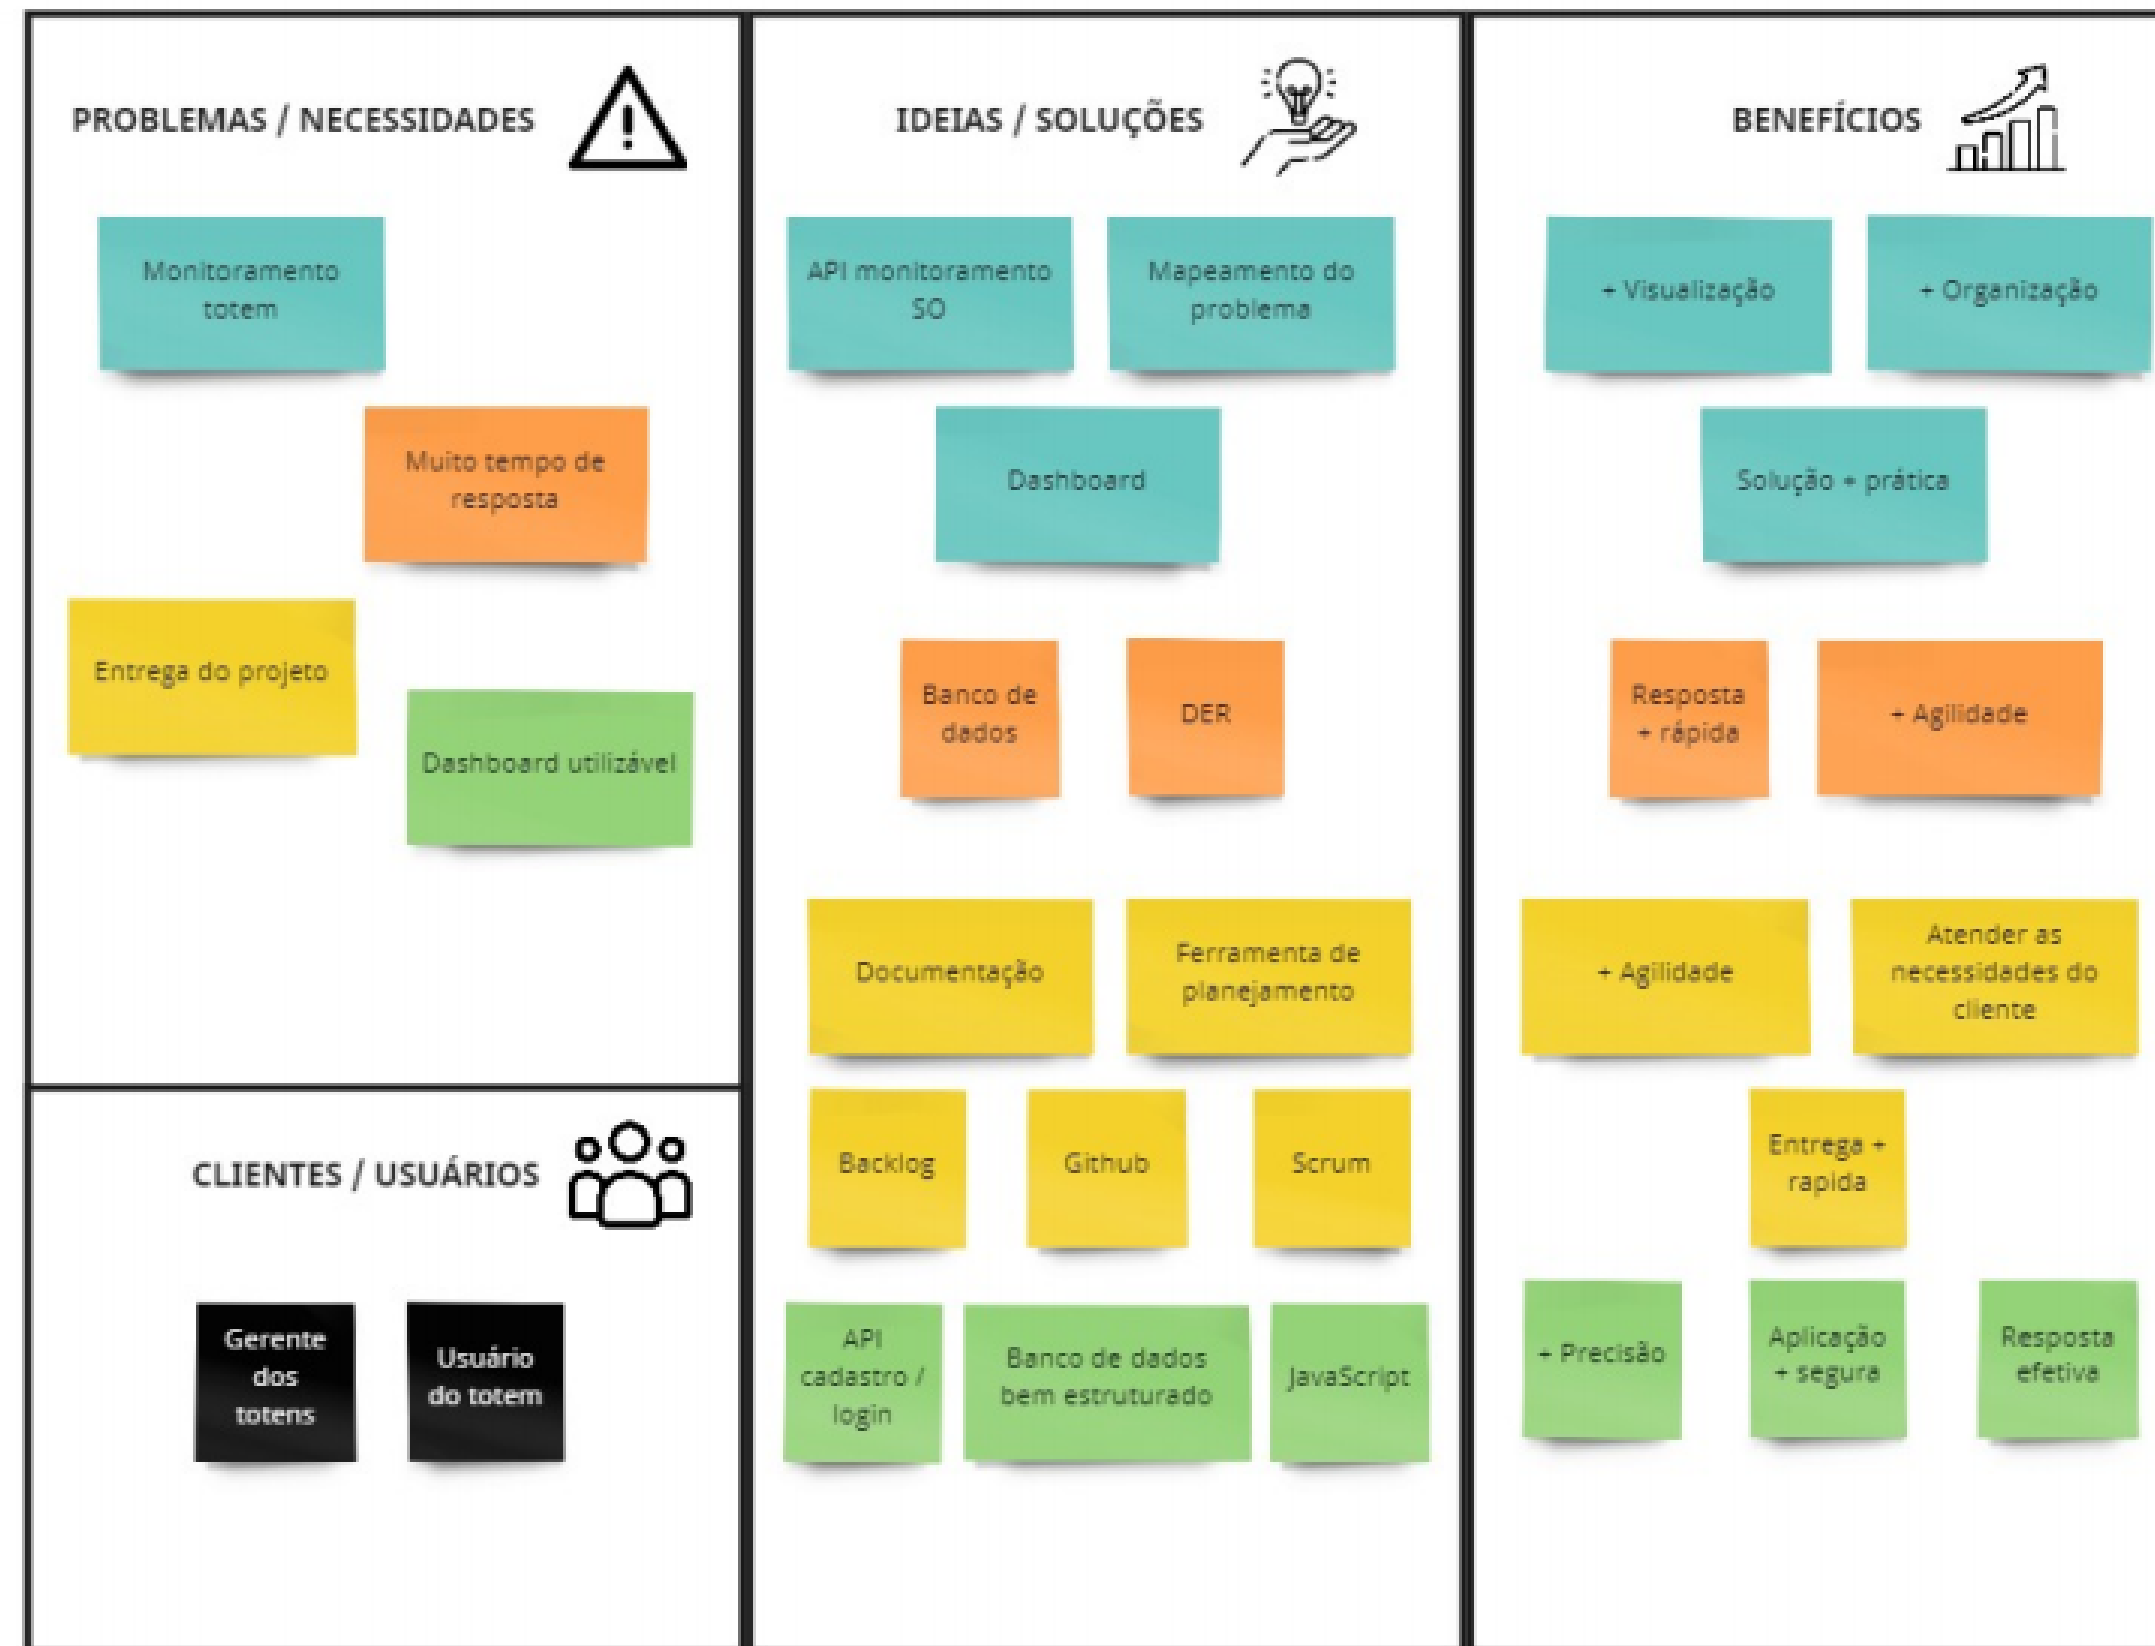 PROBLEMAS / NECESSIDADES
Monitoramento
totem
Muito tempo de
resposta
Entrega do projeto
Dashboard utilizável
CLIENTES / USUÁRIOS
Gerente
dos
totens
Usuário
do totem
IDEIAS / SOLUÇÕES
API monitoramento
SO
Mapeamento do
problema
Dashboard
Banco de
dados
DER
Documentação
Ferramenta de
planejamento
Backlog
Github
Scrum
API
cadastro /
login
Banco de dados
bem estruturado
JavaScript
BENEFÍCIOS
+ Visualização
+ Organização
Solução + prática
Resposta
+ rápida
+ Agilidade
+ Agilidade
Atender as
necessidades do
cliente
Entrega +
rapida
+ Precisão
Aplicação
+ segura
Resposta
efetiva